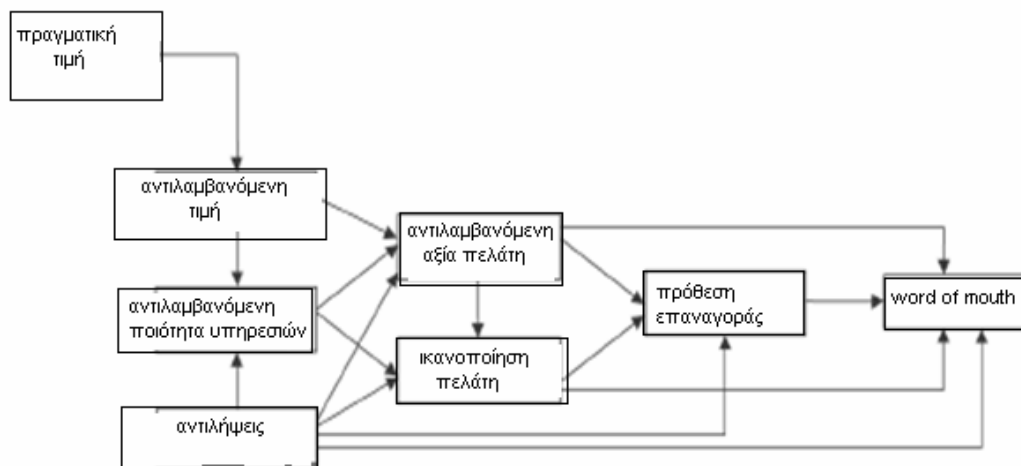 πραγματική
τιμή
αντιλαμβανόμενη
τιμή
αντιλαμβανόμενη
αξία πελάτη
αντιλαμβανόμενη
ποιότητα υπηρεσιών
πρόθεση
επαναγοράς
word of mouth
ικανοποίηση
πελάτη
αντιλήψεις